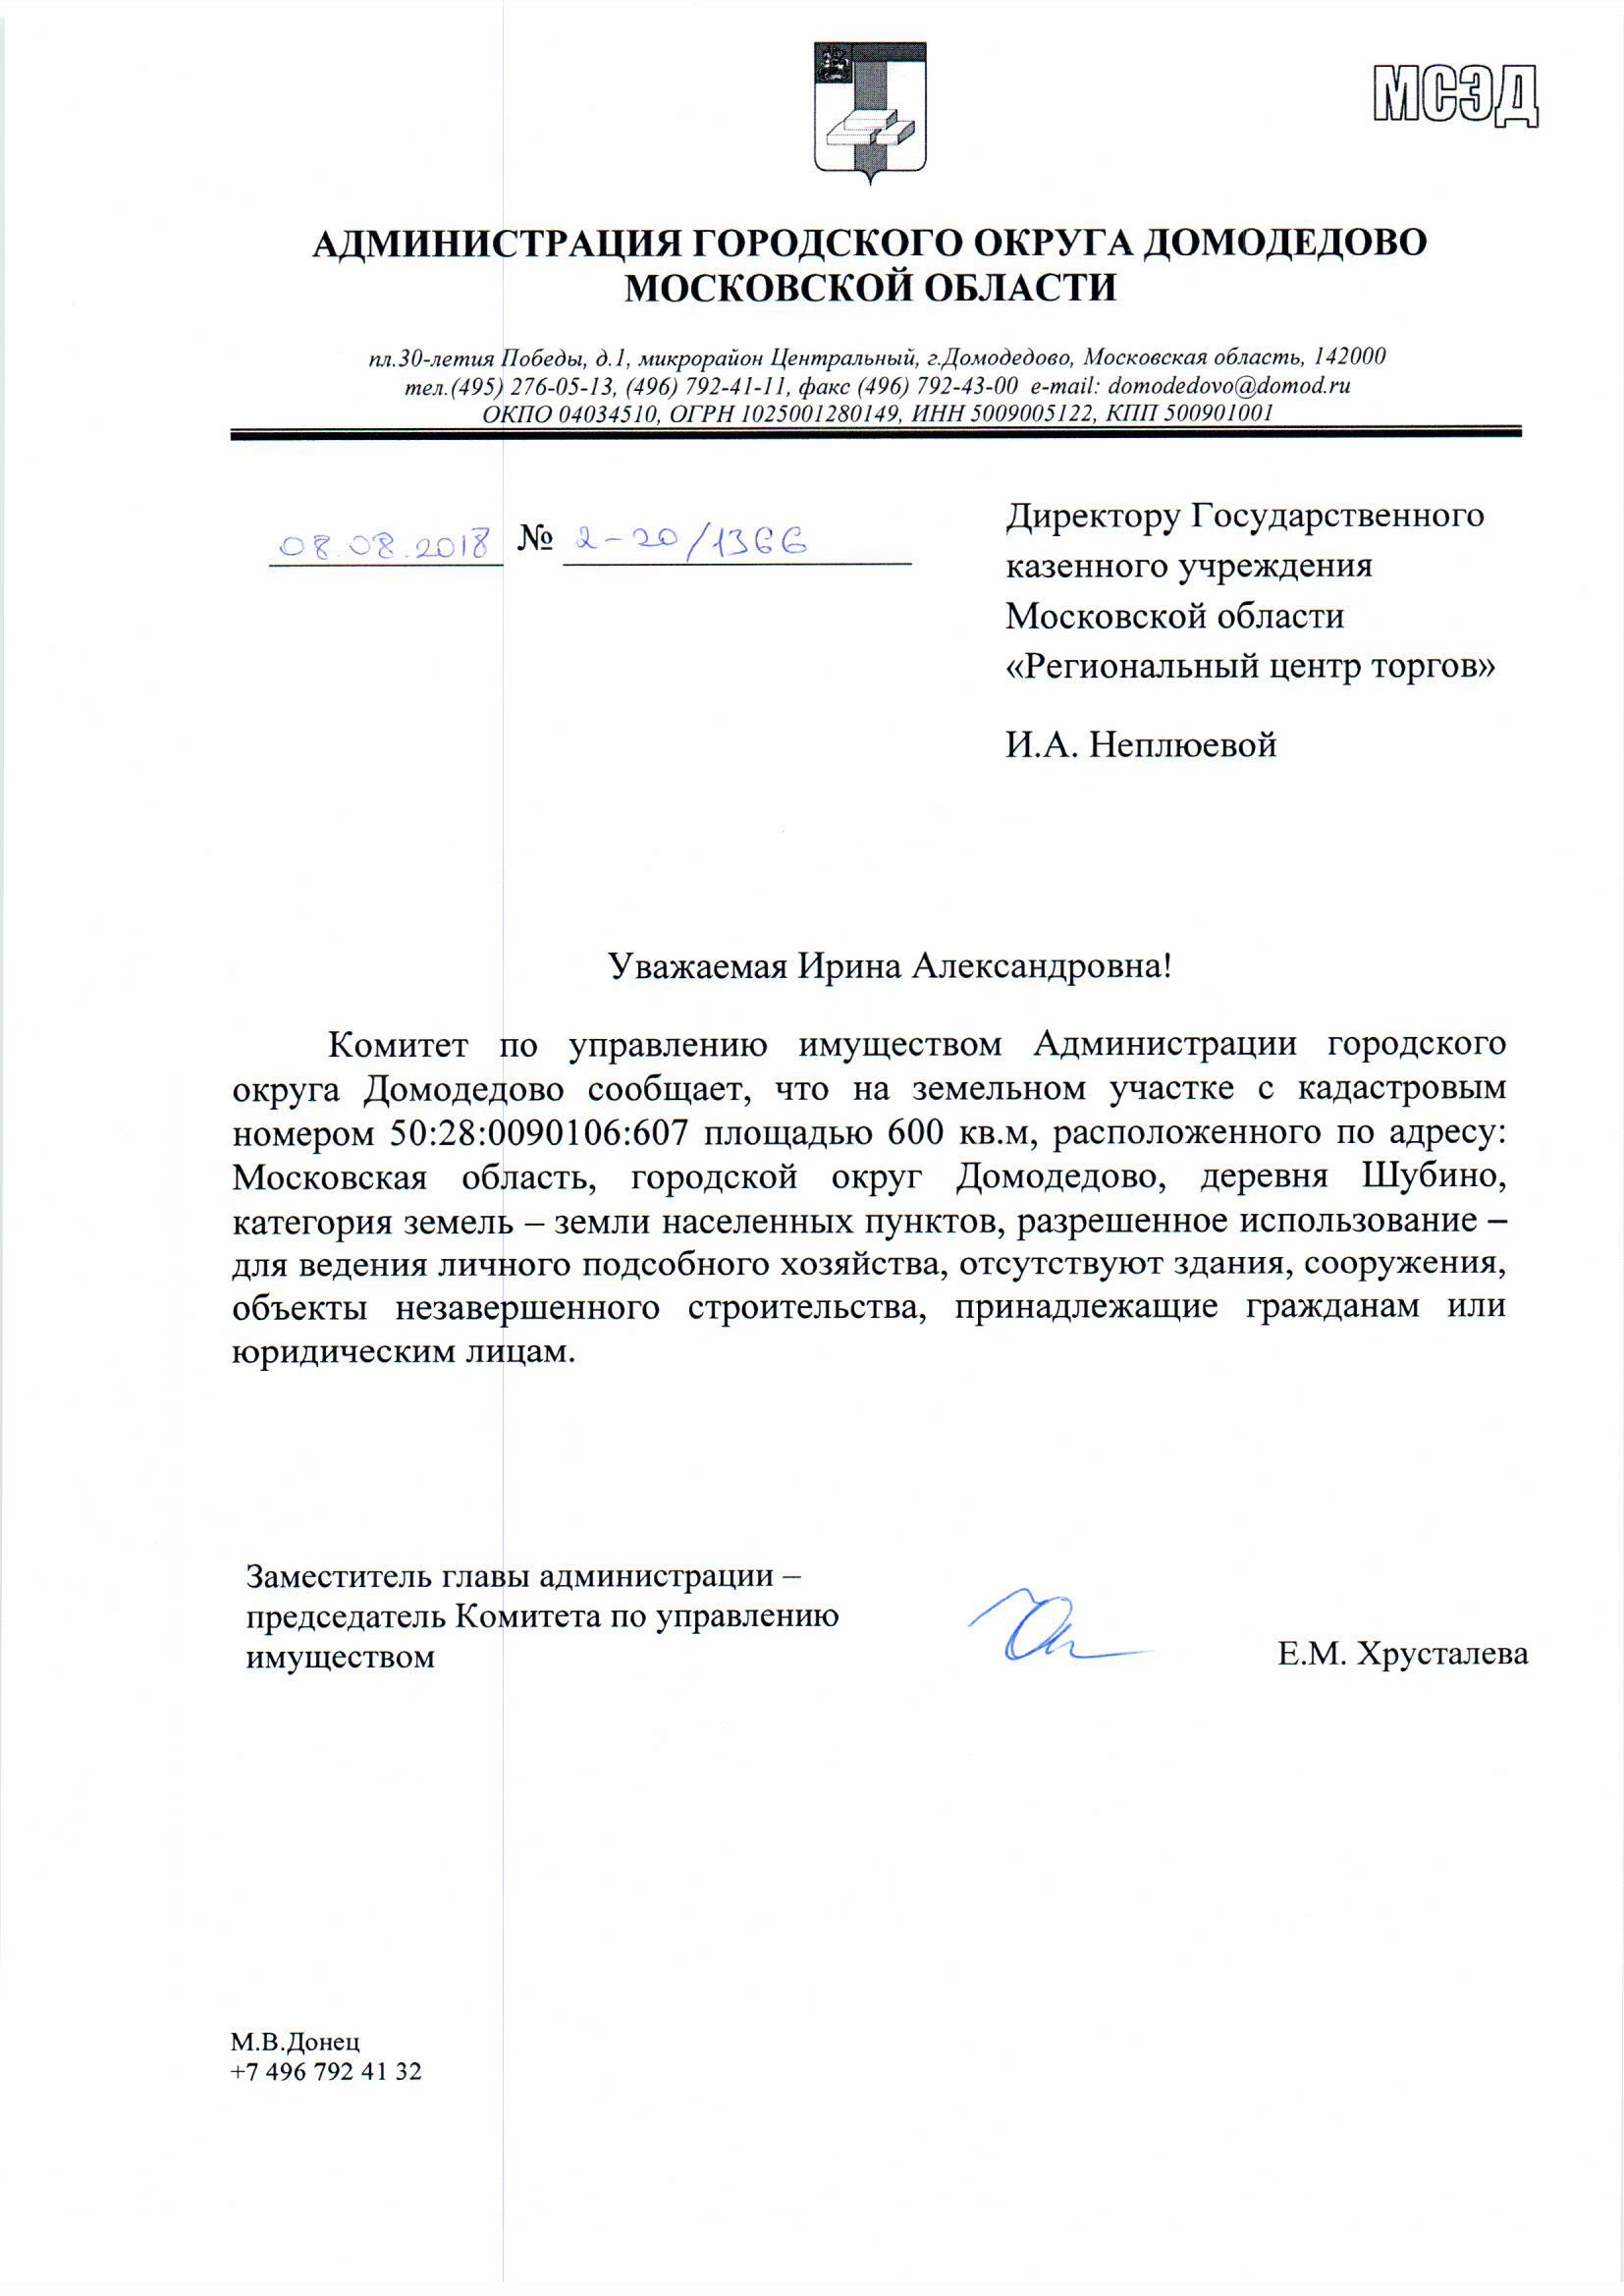 МСЭД
АДМИНИСТРАЦИЯ ГОРОДСКОГО ОКРУГА ДОМОДЕДОВО
МОСКОВСКОЙ ОБЛАСТИ
пл.30-летия Победы, д.1, микрорайон Центральный, г.Домодедово, Московская область, 142000
тел.(495) 276-05-13, (496) 792-41-11, факс (496) 792-43-00 e-mail: domodedovo@domod.ru
ОКПО 04034510, ОГРН 1025001280149, ИНН 5009005122, КПП 500901001
08.08.2018 № 2-20/1366
Директору Государственного
казенного учреждения
Московской области
«Региональный центр торгов»
И.А. Неплюевой
Уважаемая Ирина Александровна!
Комитет по управлению имуществом Администрации городского
округа Домодедово сообщает, что на земельном участке с кадастровым
номером 50:28:0090106:607 площадью 600 кв.м, расположенного по адресу:
Московская область, городской округ Домодедово, деревня Шубино,
категория земель – земли населенных пунктов, разрешенное использование –
для ведения личного подсобного хозяйства, отсутствуют здания, сооружения,
объекты незавершенного строительства, принадлежащие гражданам или
юридическим лицам.
Заместитель главы администрации –
председатель Комитета по управлению
имуществом
Е.М. Хрусталева
М.В.Донец
+7 496 792 41 32